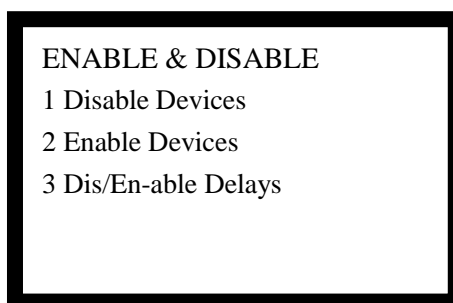 ENABLE & DISABLE
1 Disable Devices
2 Enable Devices
3 Dis/En-able Delays